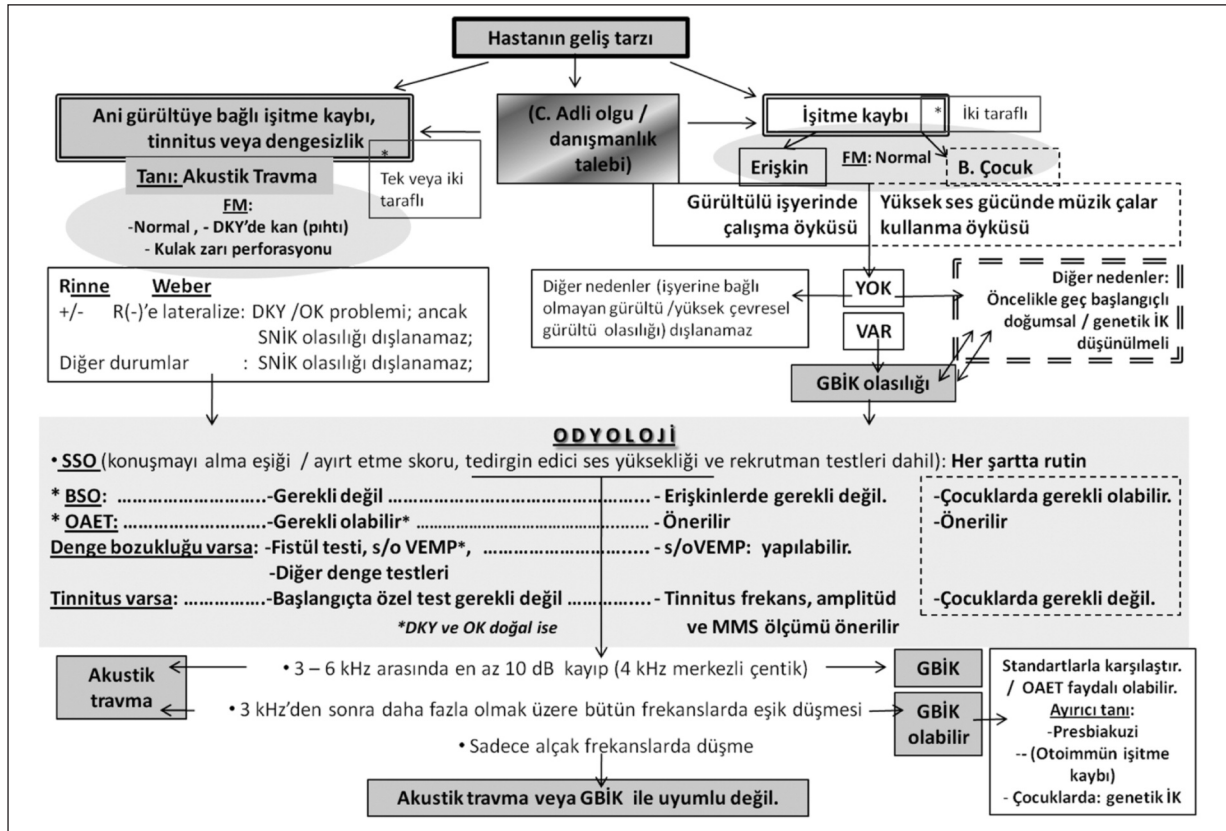 Hastanın geliş tarzı
Ani gürültüye bağlı işitme kaybı,
tinnitus veya dengesizlik
*
Tek veya iki
taraflı
Tanı: Akustik Travma
FM:
-Normal , - DKY’de kan (pıhtı)
- Kulak zarı perforasyonu
(C. Adli olgu /
danışmanlık
talebi)
İşitme kaybı
* İki taraflı
Erişkin
FM: Normal
B. Çocuk
Gürültülü işyerinde
çalışma öyküsü
Yüksek ses gücünde müzik çalar
kullanma öyküsü
Rinne Weber
+/- R(-)’e lateralize: DKY /OK problemi; ancak
SNİK olasılığı dışlanamaz;
Diğer durumlar : SNİK olasılığı dışlanamaz;
Diğer nedenler (işyerine bağlı
olmayan gürültü /yüksek çevresel
gürültü olasılığı) dışlanamaz
YOK
VAR
Diğer nedenler:
Öncelikle geç başlangıçlı
doğumsal / genetik İK
düşünülmeli
GBİK olasılığı
ODYOLOJİ
• SSO (konuşmayı alma eşiği / ayırt etme skoru, tedirgin edici ses yüksekliği ve rekrutman testleri dahil): Her şartta rutin
* BSO: ................-Gerekli değil ............................................- Erişkinlerde gerekli değil. -Çocuklarda gerekli olabilir.
* OAET: ................-Gerekli olabilir* ........................................- Önerilir -Önerilir
Denge bozukluğu varsa: -Fistül testi, s/o VEMP*, ..........................- s/oVEMP: yapılabilir.
-Diğer denge testleri
Tinnitus varsa: ................-Başlangıçta özel test gerekli değil ................- Tinnitus frekans, amplitüd -Çocuklarda gerekli değil.
*DKY ve OK doğal ise ve MMS ölçümü önerilir
Akustik
travma
• 3 – 6 kHz arasında en az 10 dB kayıp (4 kHz merkezli çentik)
GBİK
• 3 kHz’den sonra daha fazla olmak üzere bütün frekanslarda eşik düşmesi
GBİK
olabilir
• Sadece alçak frekanslarda düşme
Akustik travma veya GBİK ile uyumlu değil.
Standartlarla karşılaştır.
/ OAET faydalı olabilir.
Ayırıcı tanı:
-Presbiakuzi
-- (Otoimmün işitme
kaybı)
- Çocuklarda: genetik İK